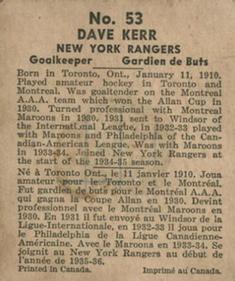 No. 53
DAVE KERR
NEW YORK RANGERS
Goalkeeper Gardien de Buts
Born in Toronto, Ont., January 11, 1910.
Played amateur hockey in Toronto and
Montreal. Was goaltender on the Montreal
A.A.A. team which won the Allan Cup in
1930. Turned professional with Montreal
Maroons in 1930. 1931 sent to Windsor of
the International League, in 1932-33 played
with Maroons and Philadelphia of the Can-
adian-American League. Was with Maroons
in 1933-34. Joined New York Rangers at
the start of the 1934-35 season.
Né à Toronto Ont., le 11 janvier 1910. Joua
amateur pour le Toronto et le Montréal.
Fut gardien de buts pour le Montréal A.A.A.
qui gagna la Coupe Allan en 1930. Devint
professionel avec le Montréal Maroons en
1930. En 1931 il fut envoyé au Windsor de la
Ligue-Internationale, en 1932-33 il joua pour
le Philadelphia de la Ligue Canadienne-
Américaine. Avec le Maroons en 1933-34. Se
joignit au New York Rangers au début de
l'année de 1935-36.
Printed in Canada. Imprimé au Canada.